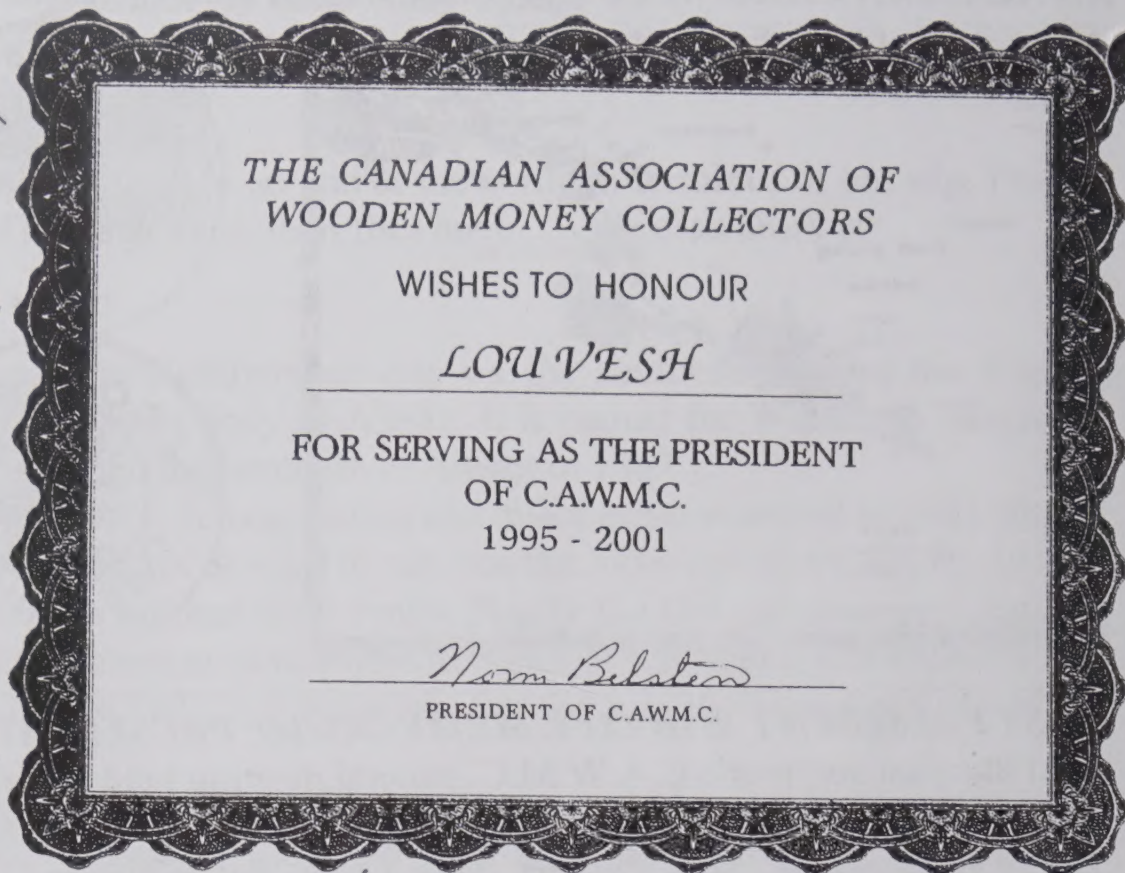 THE CANADIAN ASSOCIATION OF
WOODEN MONEY COLLECTORS
WISHES TO HONOUR
LOU VESH
FOR SERVING AS THE PRESIDENT
OF C.A.W.M.C.
1995 - 2001
Norm Belsten
PRESIDENT OF C.A.W.M.C.